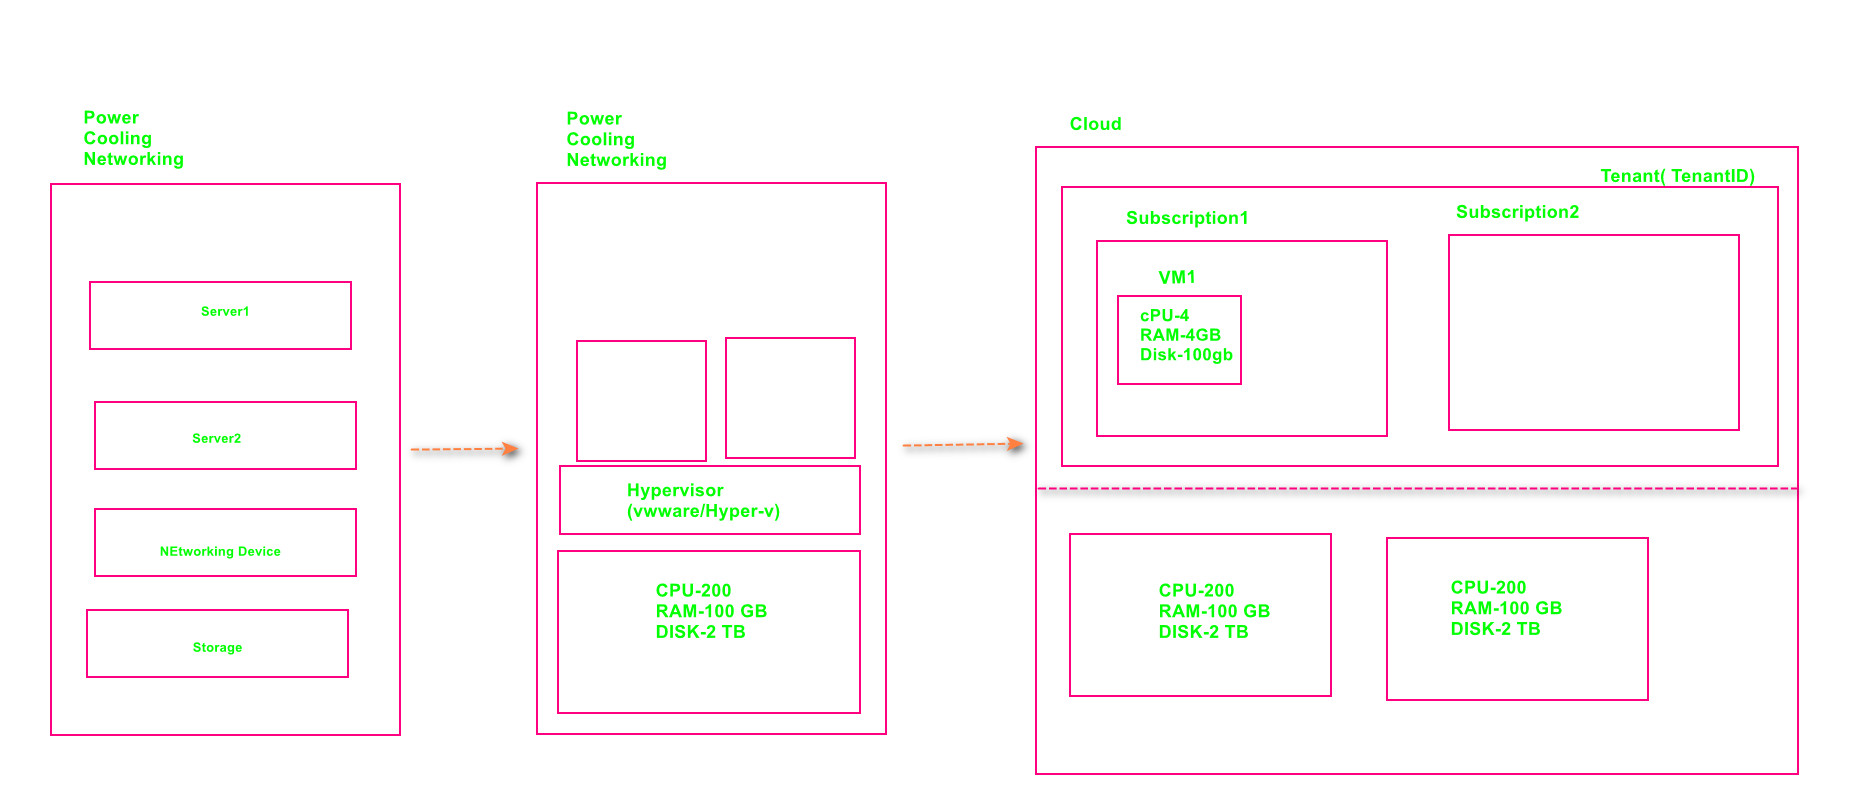 Power
Cooling
Networking
Server1
Server2
NEtworking Device
Storage
Power
Cooling
Networking
Hypervisor
(vwware/Hyper-v)
CPU-200
RAM-100 GB
DISK-2 TB
Cloud
Tenant( TenantID)
Subscription1
Subscription2
VM1
cPU-4
RAM-4GB
Disk-100gb
CPU-200
RAM-100 GB
DISK-2 TB
CPU-200
RAM-100 GB
DISK-2 TB